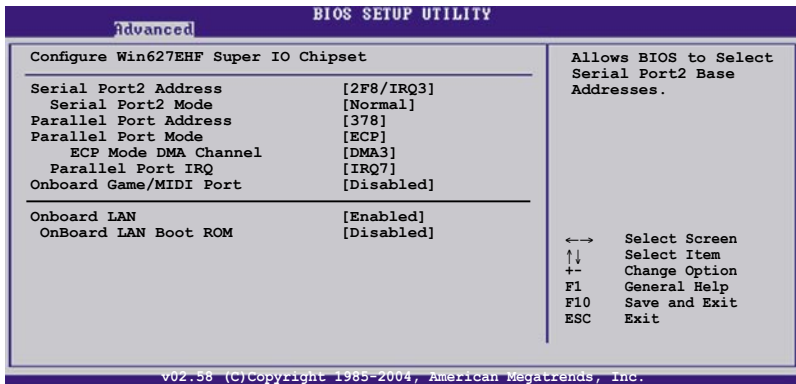 BIOS SETUP UTILITY
Advanced
Configure Win627EHF Super IO Chipset
Serial Port2 Address [2F8/IRQ3]
Serial Port2 Mode [Normal]
Parallel Port Address [378]
Parallel Port Mode [ECP]
ECP Mode DMA Channel [DMA3]
Parallel Port IRQ [IRQ7]
Onboard Game/MIDI Port [Disabled]
Onboard LAN [Enabled]
OnBoard LAN Boot ROM [Disabled]
Allows BIOS to Select
Serial Port2 Base
Addresses.
←→ Select Screen
↑↓ Select Item
+- Change Option
F1 General Help
F10 Save and Exit
ESC Exit
v02.58 (C)Copyright 1985-2004, American Megatrends, Inc.